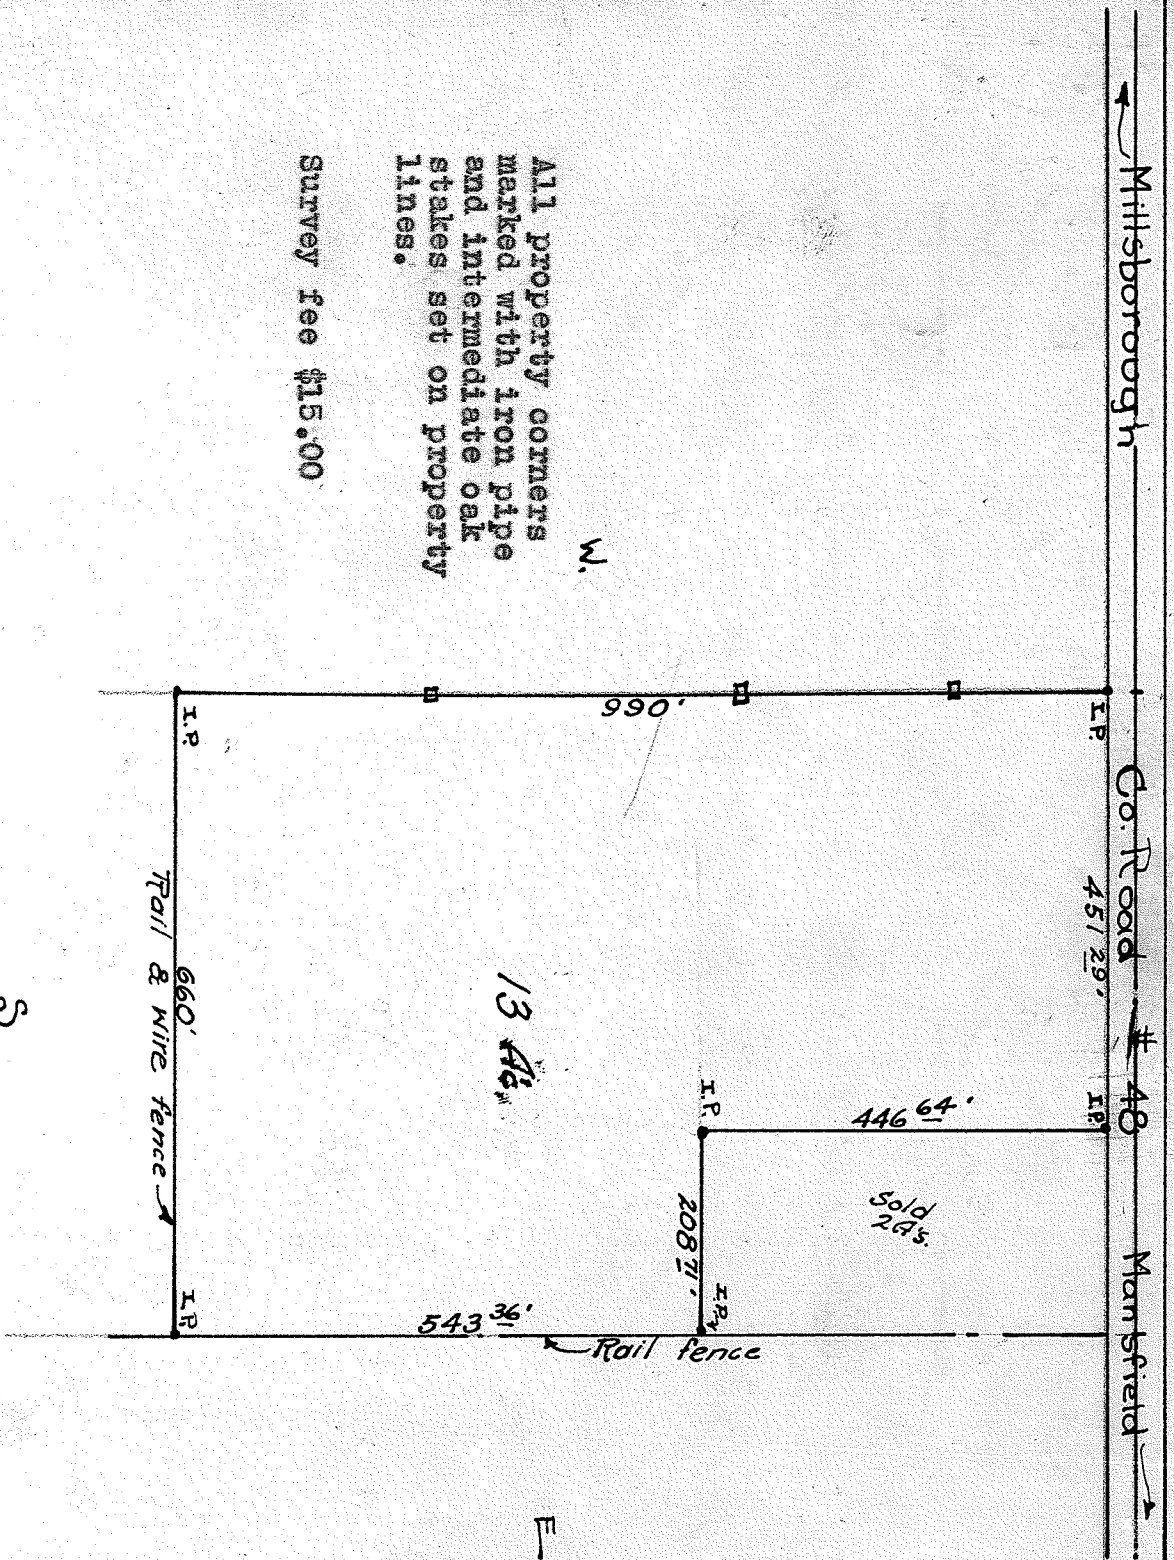 Millsborough
Co. Road # 48
Mansfield
I.P.
451 29'
I.P.
446 64'
Sold
2A's.
I.P.
208 71'
I.P.
W.
990'
All property corners
marked with iron pipe
and intermediate oak
stakes set on property
lines.
Survey fee $15.00
13
543 36'
Rail fence
E
I.P.
660'
Rail & Wire fence
I.P.
S